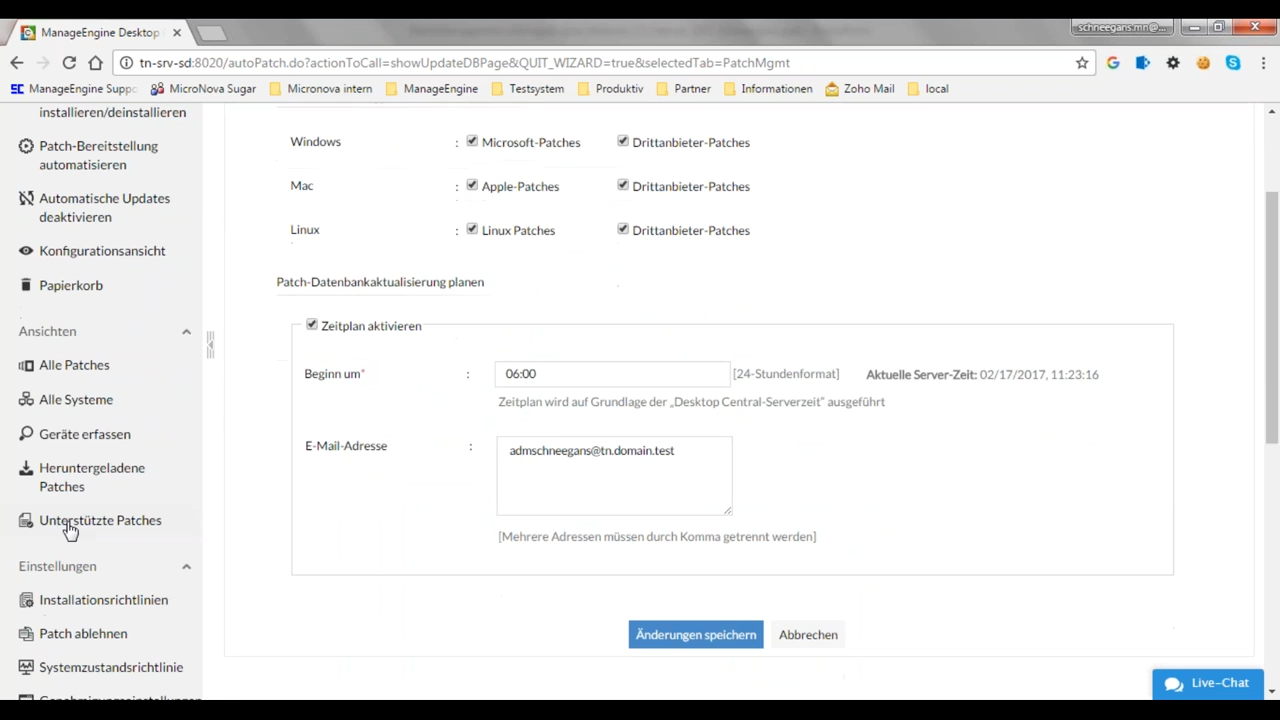 ManageEngine Desktop
schneegans.mn@...
tn-srv-sd:8020/autoPatch.do?actionToCall=showUpdateDBPage&QUIT_WIZARD=true&selectedTab=PatchMgmt
ManageEngine Suppo
MicroNova Sugar
Micronova intern
ManageEngine
Testsystem
Produktiv
Partner
Informationen
Zoho Mail
local
installieren/deinstallieren
Patch-Bereitstellung
automatisieren
Automatische Updates
deaktivieren
Konfigurationsansicht
Papierkorb
Ansichten
Alle Patches
Alle Systeme
Geräte erfassen
Heruntergeladene
Patches
Unterstützte Patches
Einstellungen
Installationsrichtlinien
Patch ablehnen
Systemzustandsrichtlinie
Genehmigungseinstellungen
Windows : Microsoft-Patches Drittanbieter-Patches
Mac : Apple-Patches Drittanbieter-Patches
Linux : Linux Patches Drittanbieter-Patches
Patch-Datenbankaktualisierung planen
Zeitplan aktivieren
Beginn um* : 06:00 [24-Stundenformat] Aktuelle Server-Zeit: 02/17/2017, 11:23:16
Zeitplan wird auf Grundlage der „Desktop Central-Serverzeit" ausgeführt
E-Mail-Adresse : admschneegans@tn.domain.test
[Mehrere Adressen müssen durch Komma getrennt werden]
Änderungen speichern Abbrechen
Live-Chat